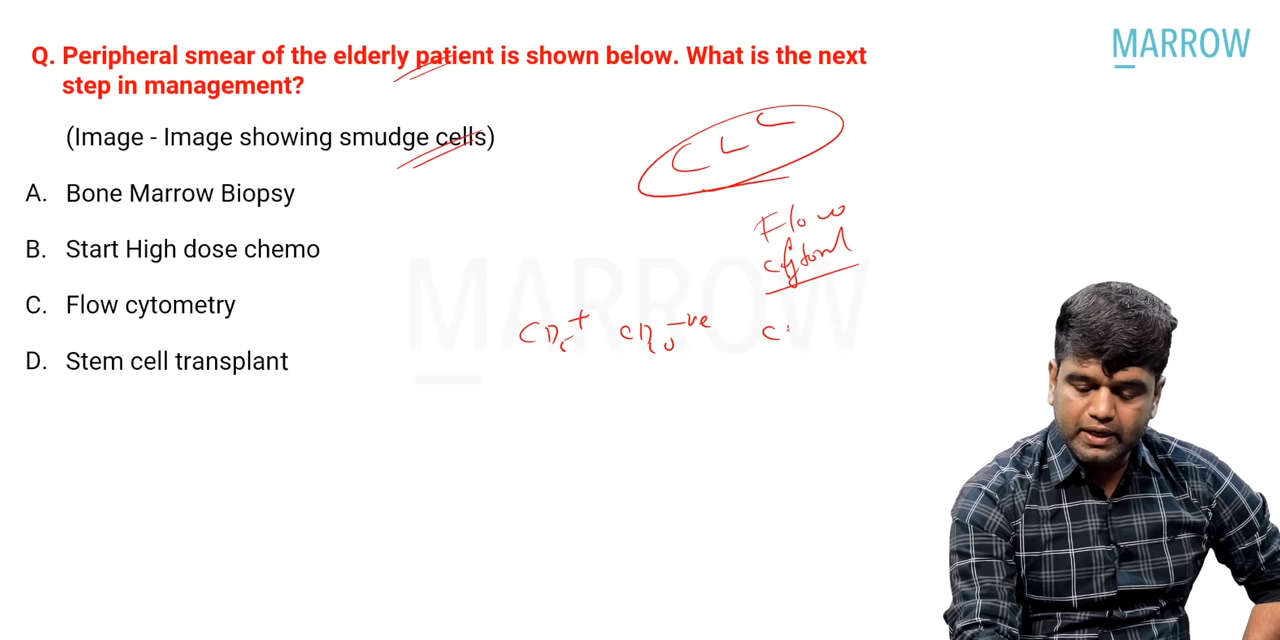 MARROW
Q. Peripheral smear of the elderly patient is shown below. What is the next
step in management?
(Image - Image showing smudge cells)
CLL
A. Bone Marrow Biopsy
Flow
B. Start High dose chemo
C. Flow cytometry
CD5+ -ve C
D. Stem cell transplant
MARROW